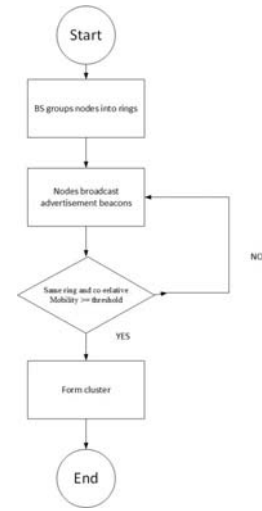 Start
BS groups nodes into rings
Nodes broadcast
advertisement beacons
Same ring and co relative
Mobility >= threshold
NO
YES
Form cluster
End